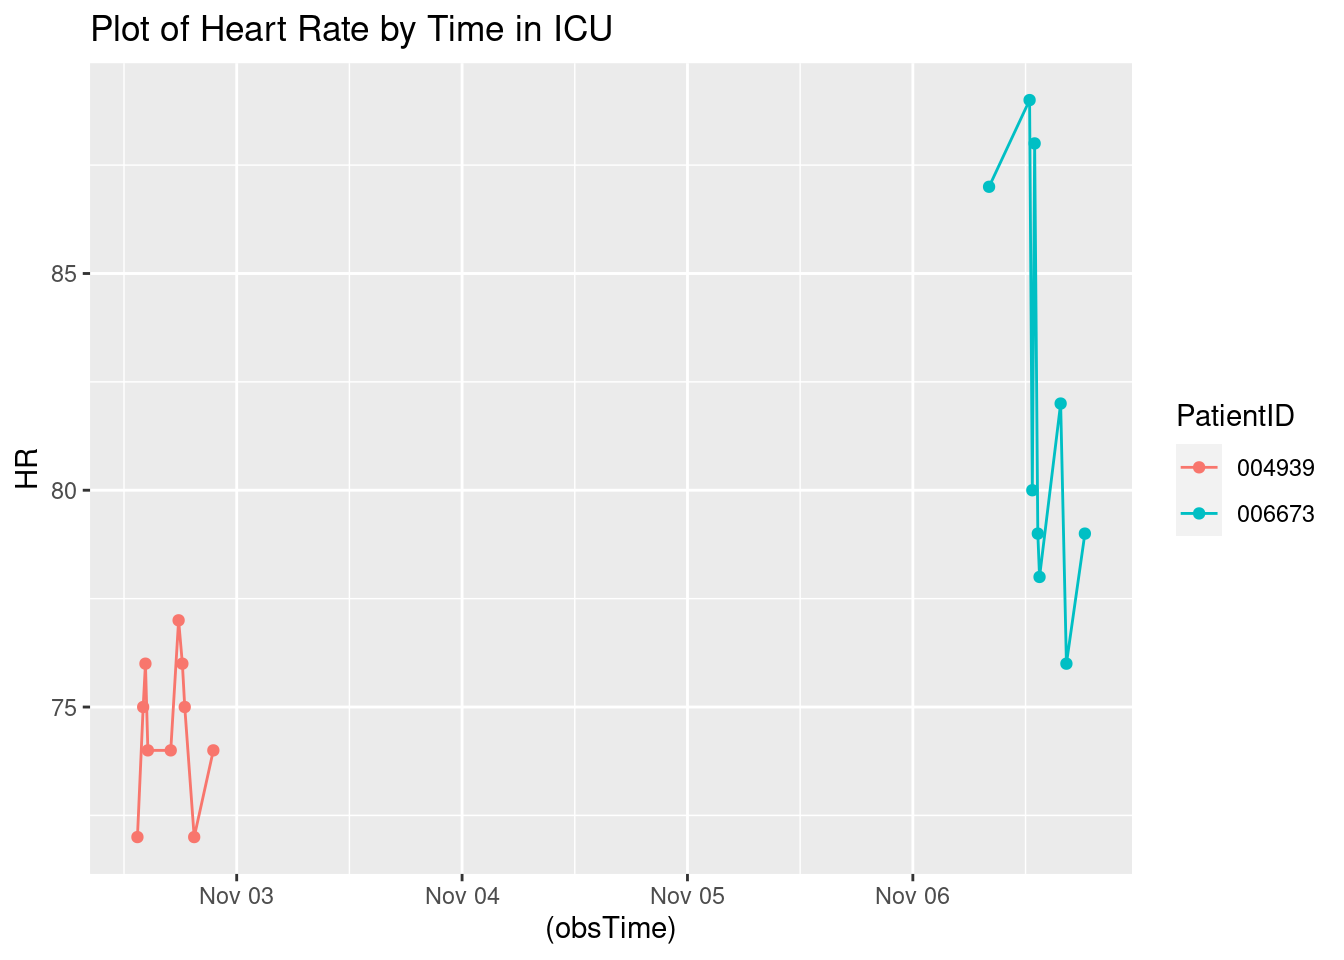 Plot of Heart Rate by Time in ICU
HR
85
80
75
Nov 03 Nov 04 Nov 05 Nov 06
(obsTime)
PatientID
004939
006673